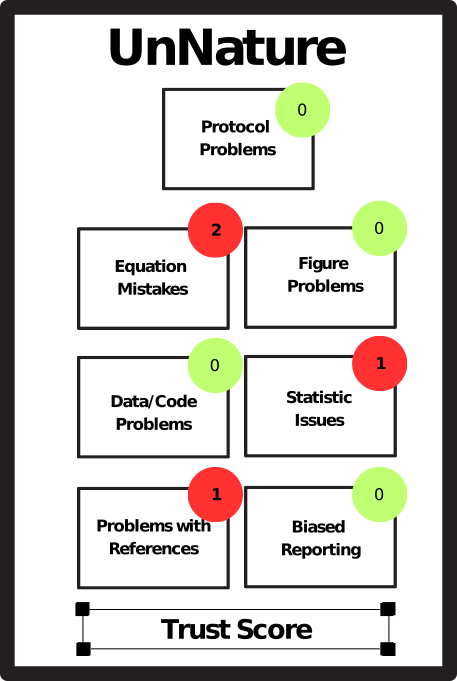 UnNature
0
Protocol
Problems
2
Equation
Mistakes
0
Figure
Problems
0
Data/Code
Problems
1
Statistic
Issues
1
Problems with
References
0
Biased
Reporting
Trust Score